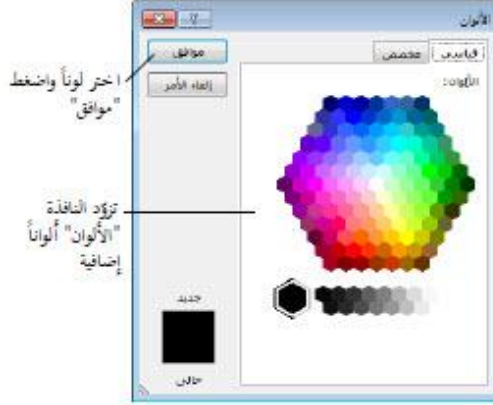 الألوان
قياسي
مخصص
الألوان:
موافق
إلغاء الأمر
اختر لوناً واضغط
"موافق"
تزوّد النافذة
"الألوان" ألواناً
إضافية
جديد
حالي